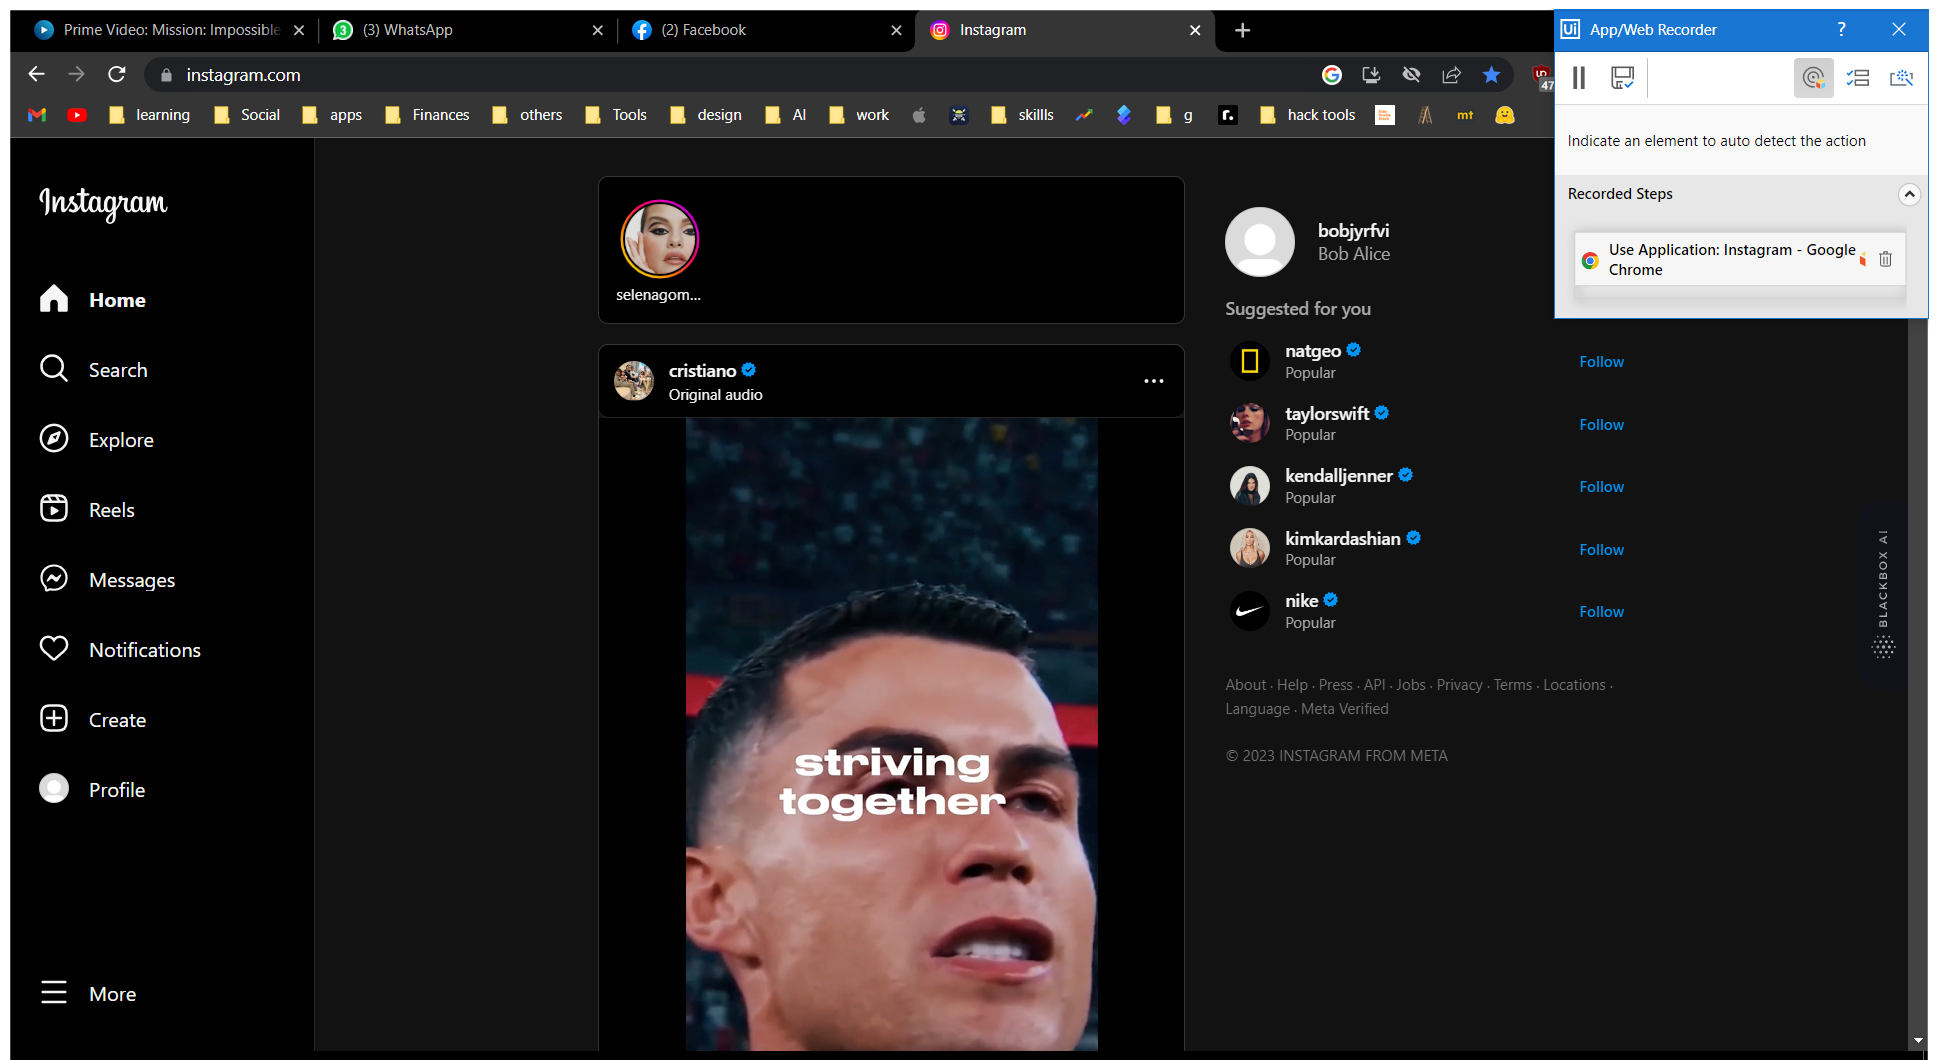 Prime Video: Mission: Impossible
3 (3) WhatsApp
(2) Facebook
Instagram
Ui App/Web Recorder ?
instagram.com
47
learning
Social
apps
Finances
others
Tools
design
AI
work
skillls
g
r.
hack tools
mt
Indicate an element to auto detect the action
Recorded Steps
Use Application: Instagram - Google
Chrome
Instagram
Home
Search
Explore
Reels
Messages
Notifications
Create
Profile
More
selenagom...
cristiano
Original audio
striving
together
bobjyrfvi
Bob Alice
Suggested for you
natgeo
Popular
Follow
taylorswift
Popular
Follow
kendalljenner
Popular
Follow
kimkardashian
Popular
Follow
nike
Popular
Follow
About · Help · Press · API · Jobs · Privacy · Terms · Locations ·
Language · Meta Verified
© 2023 INSTAGRAM FROM META
BLACKBOX AI